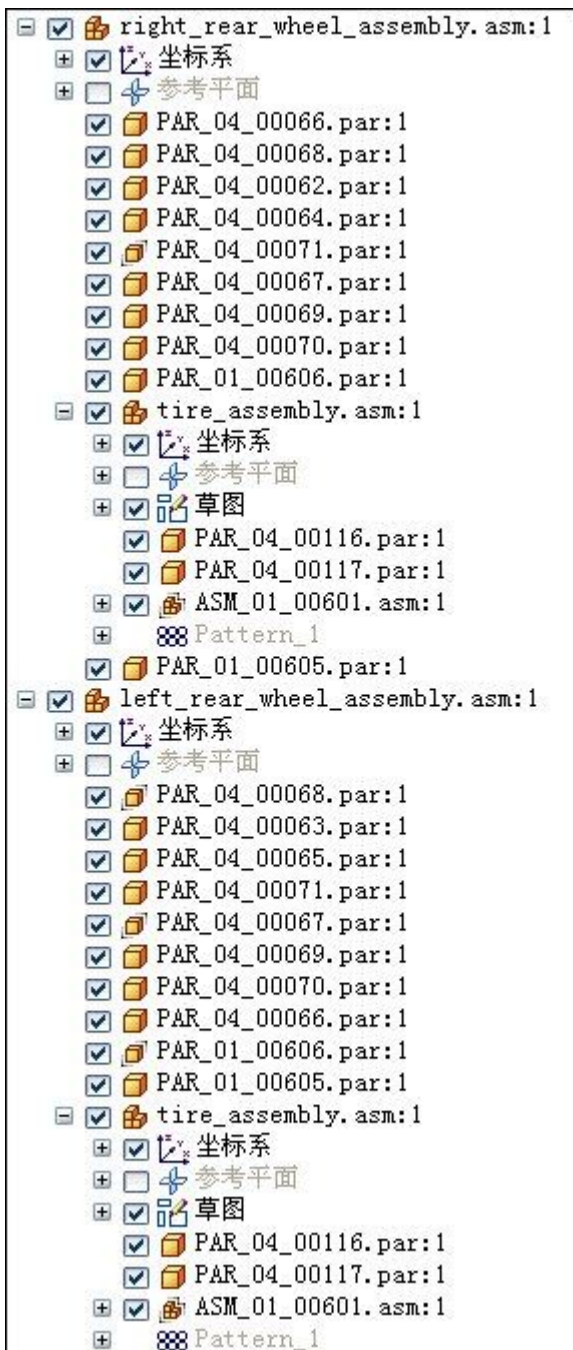 right_rear_wheel_assembly.asm:1
坐标系
参考平面
PAR_04_00066.par:1
PAR_04_00068.par:1
PAR_04_00062.par:1
PAR_04_00064.par:1
PAR_04_00071.par:1
PAR_04_00067.par:1
PAR_04_00069.par:1
PAR_04_00070.par:1
PAR_01_00606.par:1
tire_assembly.asm:1
坐标系
参考平面
草图
PAR_04_00116.par:1
PAR_04_00117.par:1
ASM_01_00601.asm:1
Pattern_1
PAR_01_00605.par:1
left_rear_wheel_assembly.asm:1
坐标系
参考平面
PAR_04_00068.par:1
PAR_04_00063.par:1
PAR_04_00065.par:1
PAR_04_00071.par:1
PAR_04_00067.par:1
PAR_04_00069.par:1
PAR_04_00070.par:1
PAR_04_00066.par:1
PAR_01_00606.par:1
PAR_01_00605.par:1
tire_assembly.asm:1
坐标系
参考平面
草图
PAR_04_00116.par:1
PAR_04_00117.par:1
ASM_01_00601.asm:1
Pattern_1